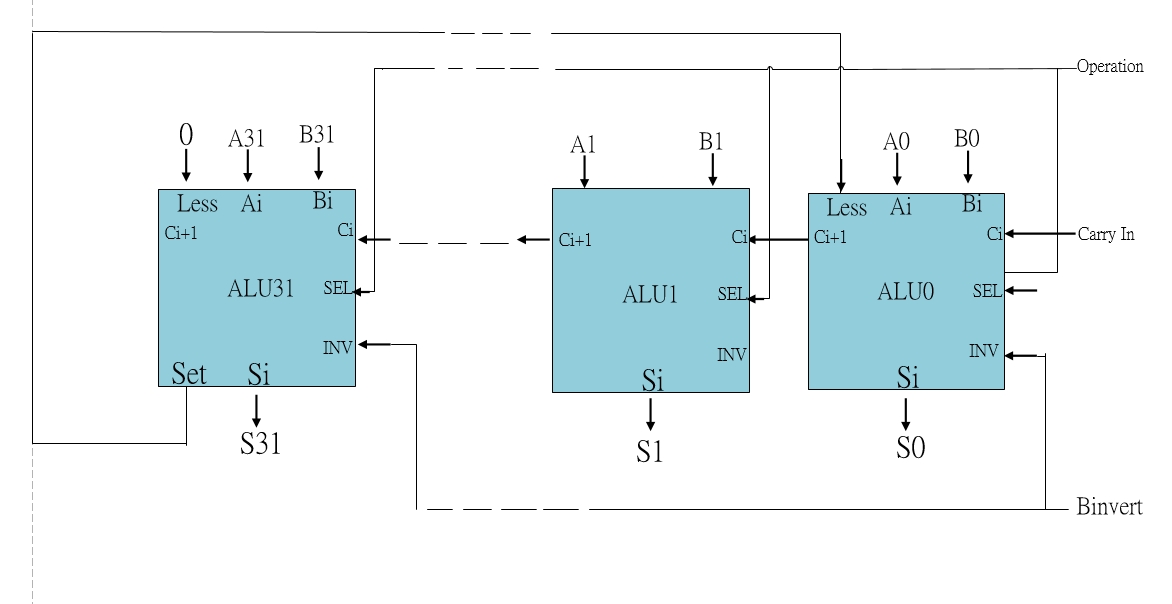 Operation
0 A31 B31
A1 B1
A0 B0
Less Ai Bi
Ci+1 Ci
ALU31 SEL
INV
Set Si
S31
Ci+1 Ci
ALU1 SEL
INV
Si
S1
Less Ai Bi
Ci+1 Ci
Carry In
ALU0 SEL
INV
Si
S0
Binvert